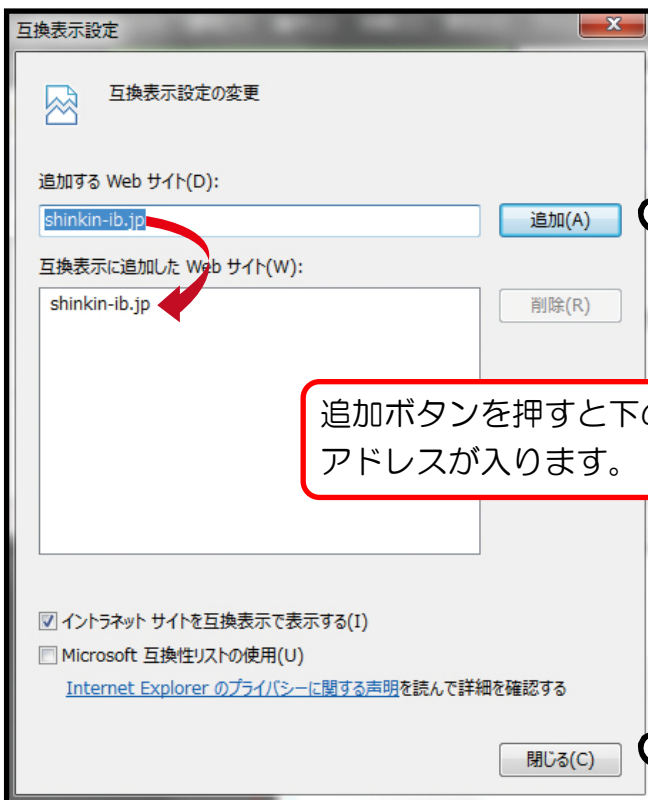 互換表示設定
互換表示設定の変更
追加する Web サイト(D):
shinkin-ib.jp
追加(A)
互換表示に追加した Web サイト(W):
shinkin-ib.jp
削除(R)
追加ボタンを押すと下の
アドレスが入ります。
イントラネット サイトを互換表示で表示する(I)
Microsoft 互換性リストの使用(U)
Internet Explorer のプライバシーに関する声明を読んで詳細を確認する
閉じる(C)